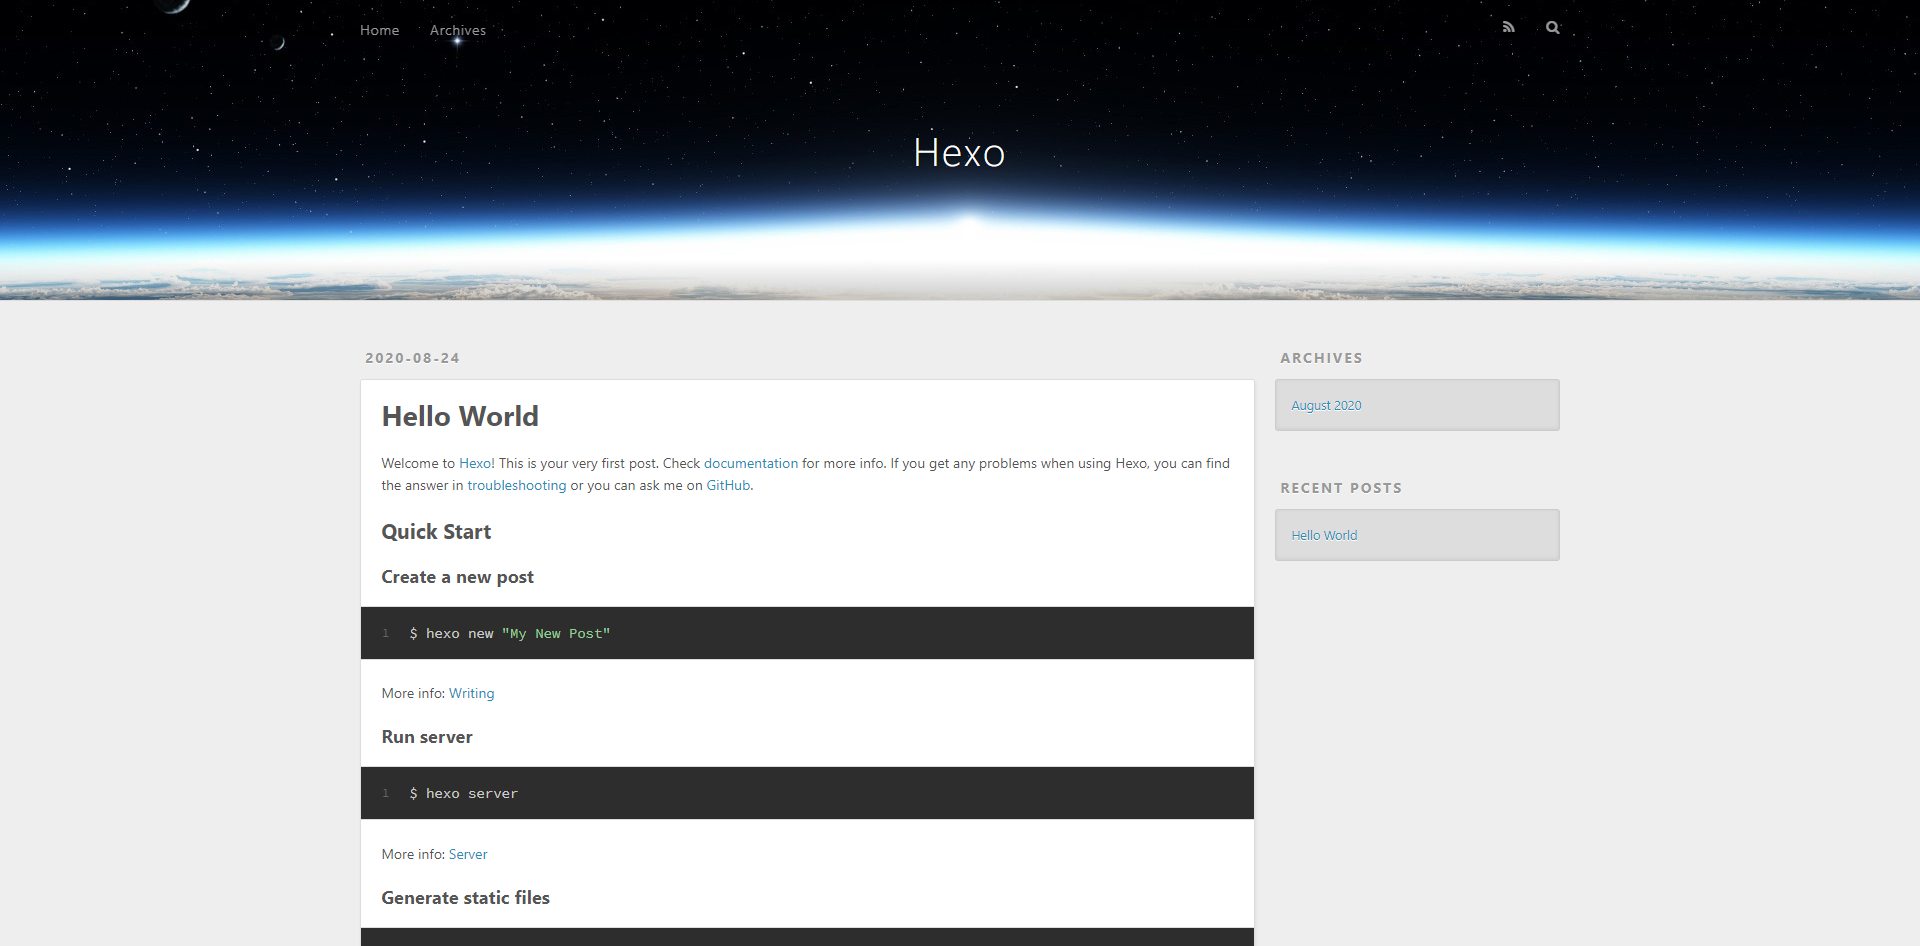 Home Archives
Hexo
2020-08-24
Hello World
Welcome to Hexo! This is your very first post. Check documentation for more info. If you get any problems when using Hexo, you can find
the answer in troubleshooting or you can ask me on GitHub.
Quick Start
Create a new post
1 $ hexo new "My New Post"
More info: Writing
Run server
1 $ hexo server
More info: Server
Generate static files
ARCHIVES
August 2020
RECENT POSTS
Hello World